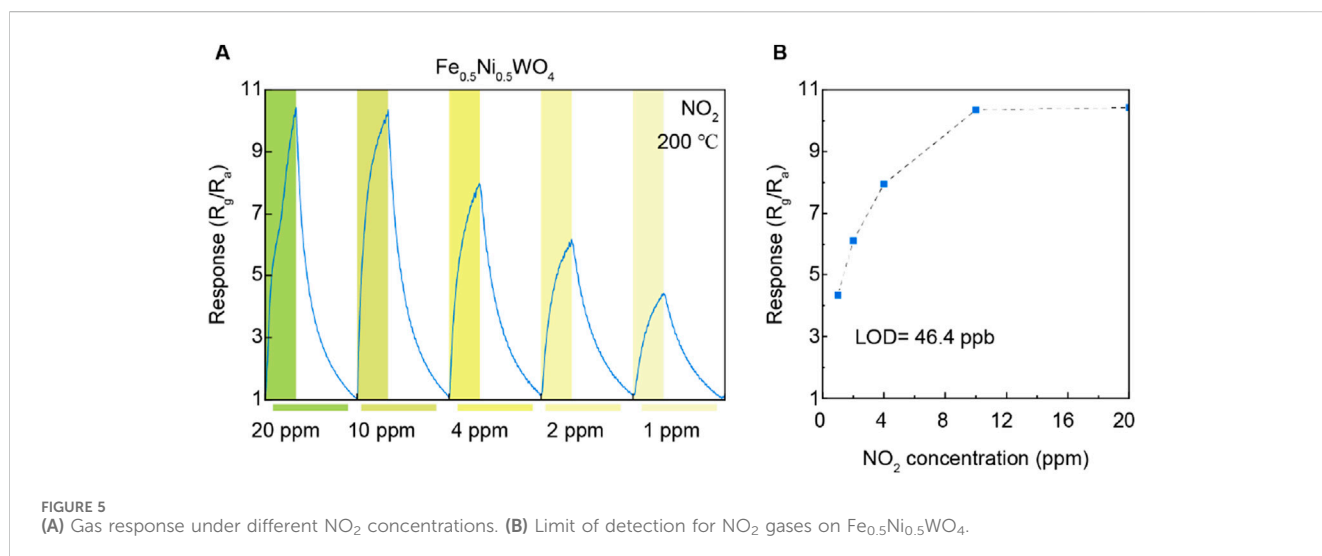 A
Fe0.5Ni0.5WO4
NO2
200 ℃
Response (Rg/Ra)
11
9
7
5
3
1
20 ppm
10 ppm
4 ppm
2 ppm
1 ppm
B
Response (Rg/Ra)
11
9
7
5
3
1
LOD= 46.4 ppb
0 4 8 12 16 20
NO2 concentration (ppm)
FIGURE 5
(A) Gas response under different NO2 concentrations. (B) Limit of detection for NO2 gases on Fe0.5Ni0.5WO4.